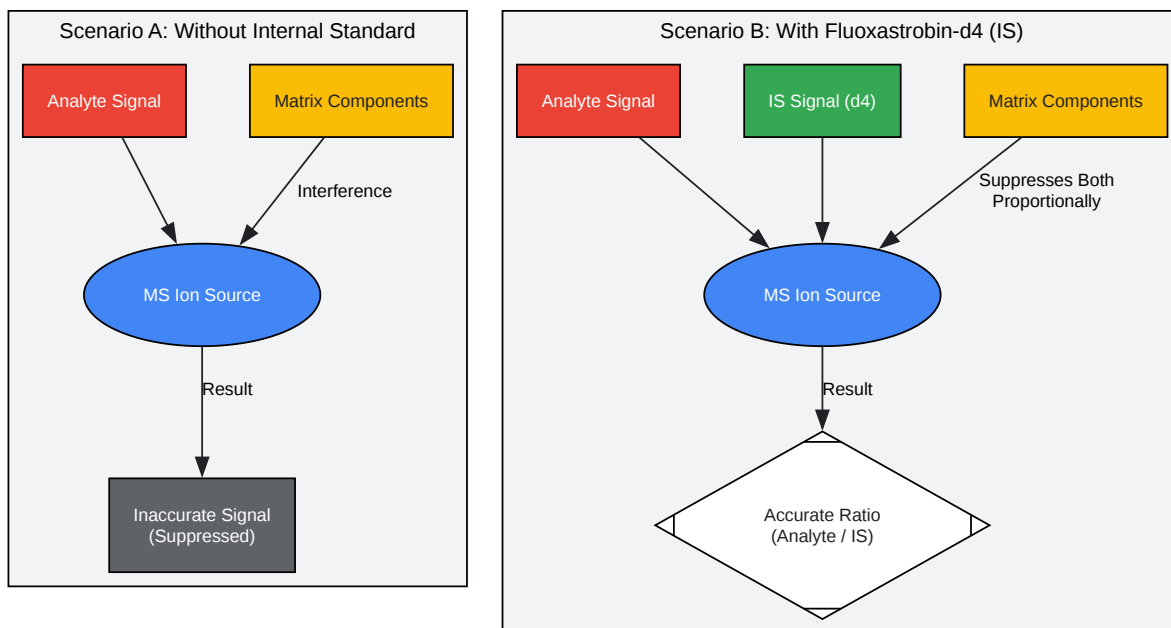 Scenario A: Without Internal Standard
Analyte Signal
Matrix Components
Interference
MS Ion Source
Result
Inaccurate Signal
(Suppressed)
Scenario B: With Fluoxastrobin-d4 (IS)
Analyte Signal
IS Signal (d4)
Matrix Components
Suppresses Both
Proportionally
MS Ion Source
Result
Accurate Ratio
(Analyte / IS)